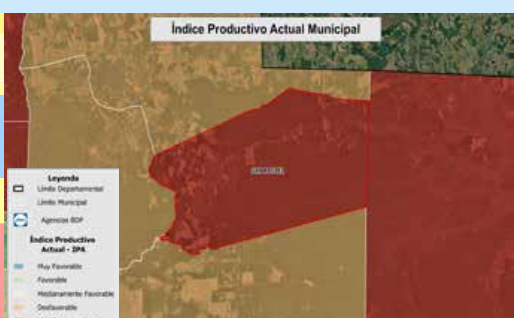 Índice Productivo Actual Municipal
Leyenda
Límite Departamental
Límite Municipal
Agencias BDP
Índice Productivo
Actual - IPA
Muy Favorable
Favorable
Medianamente Favorable
Desfavorable